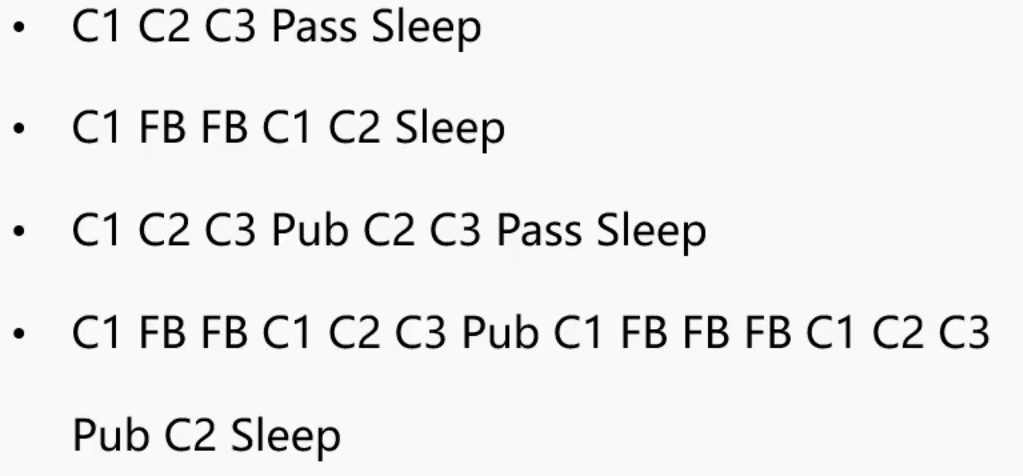 • C1 C2 C3 Pass Sleep
• C1 FB FB C1 C2 Sleep
• C1 C2 C3 Pub C2 C3 Pass Sleep
• C1 FB FB C1 C2 C3 Pub C1 FB FB FB C1 C2 C3
Pub C2 Sleep